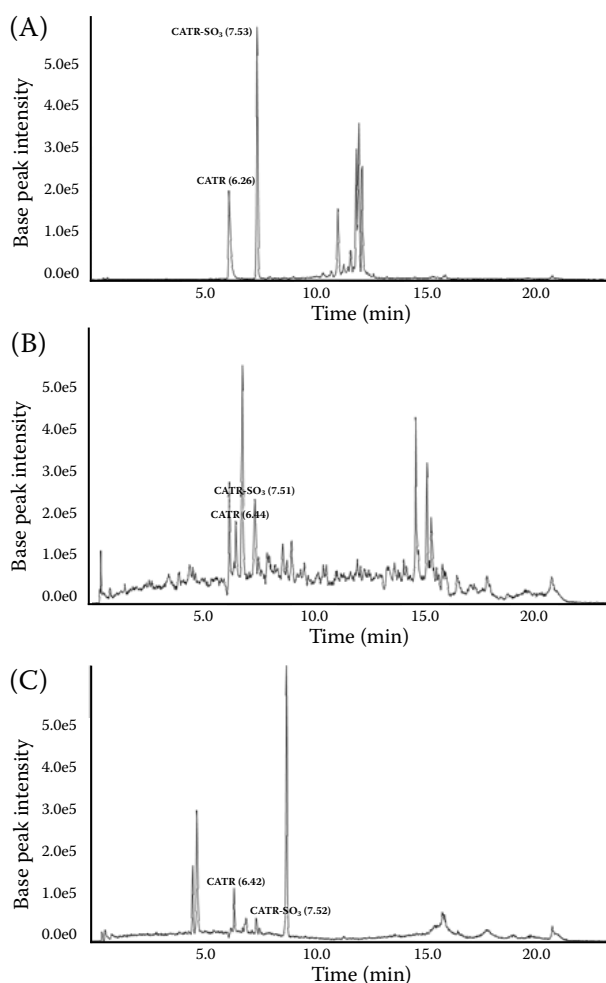 (A)
CATR-SO₃ (7.53)
5.0e5
4.0e5
3.0e5
CATR (6.26)
2.0e5
1.0e5
0.0e0
Base peak intensity
5.0 10.0 15.0 20.0
Time (min)
(B)
5.0e5
4.0e5
3.0e5
CATR-SO₃ (7.51)
2.0e5
CATR (6.44)
1.0e5
0.0e0
Base peak intensity
5.0 10.0 15.0 20.0
Time (min)
(C)
5.0e5
4.0e5
3.0e5
2.0e5
CATR (6.42)
1.0e5
CATR-SO₃ (7.52)
0.0e0
Base peak intensity
5.0 10.0 15.0 20.0
Time (min)